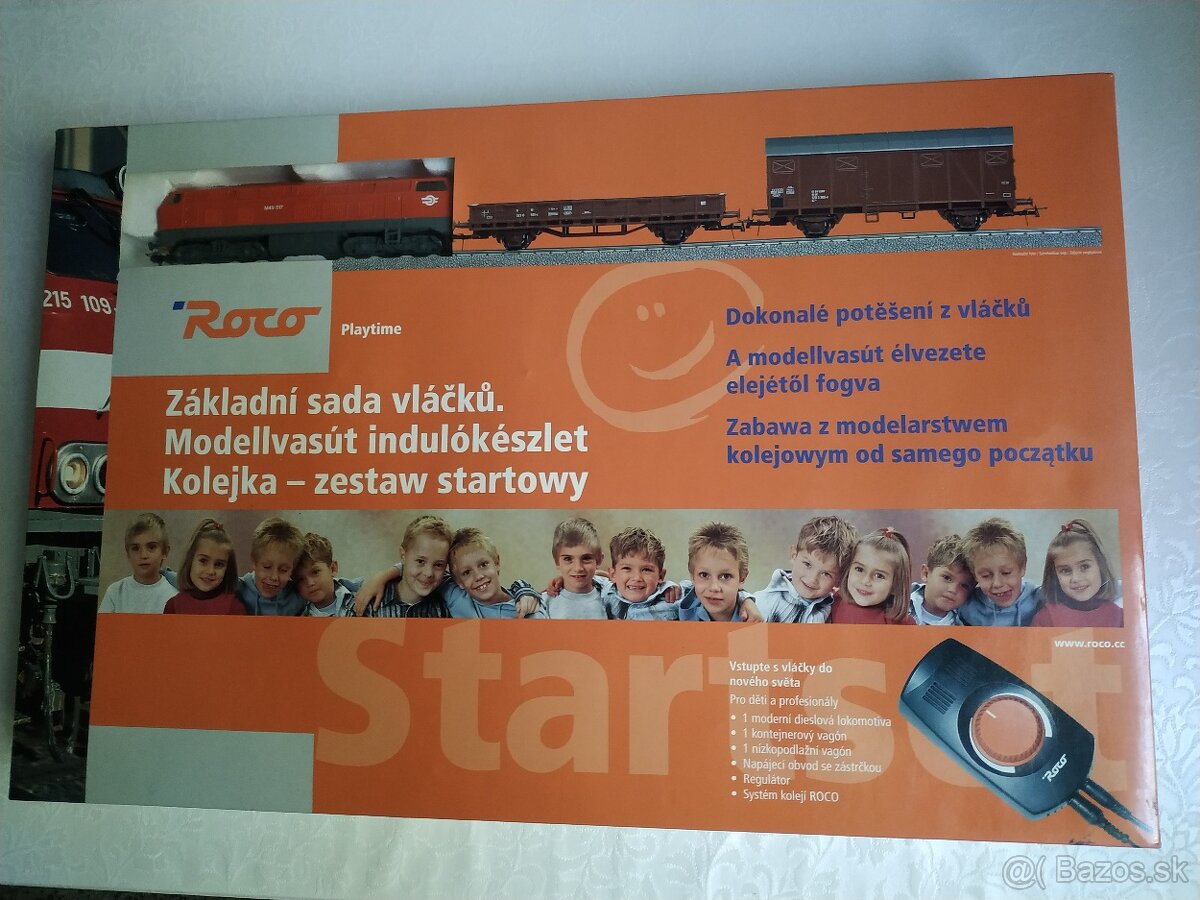 215 109
Roco
Playtime
Dokonalé potěšení z vláčků
A modellvasút élvezete
elejétől fogva
Zabawa z modelarstwem
kolejowym od samego początku
Základní sada vláčků.
Modellvasút indulókészlet
Kolejka – zestaw startowy
Startset
www.roco.cc
Vstupte s vláčky do
nového světa
Pro děti a profesionály
• 1 moderní dieslová lokomotiva
• 1 kontejnerový vagón
• 1 nízkopodlažní vagón
• Napájecí obvod se zástrčkou
• Regulátor
• Systém kolejí ROCO
Roco
@( Bazos.sk